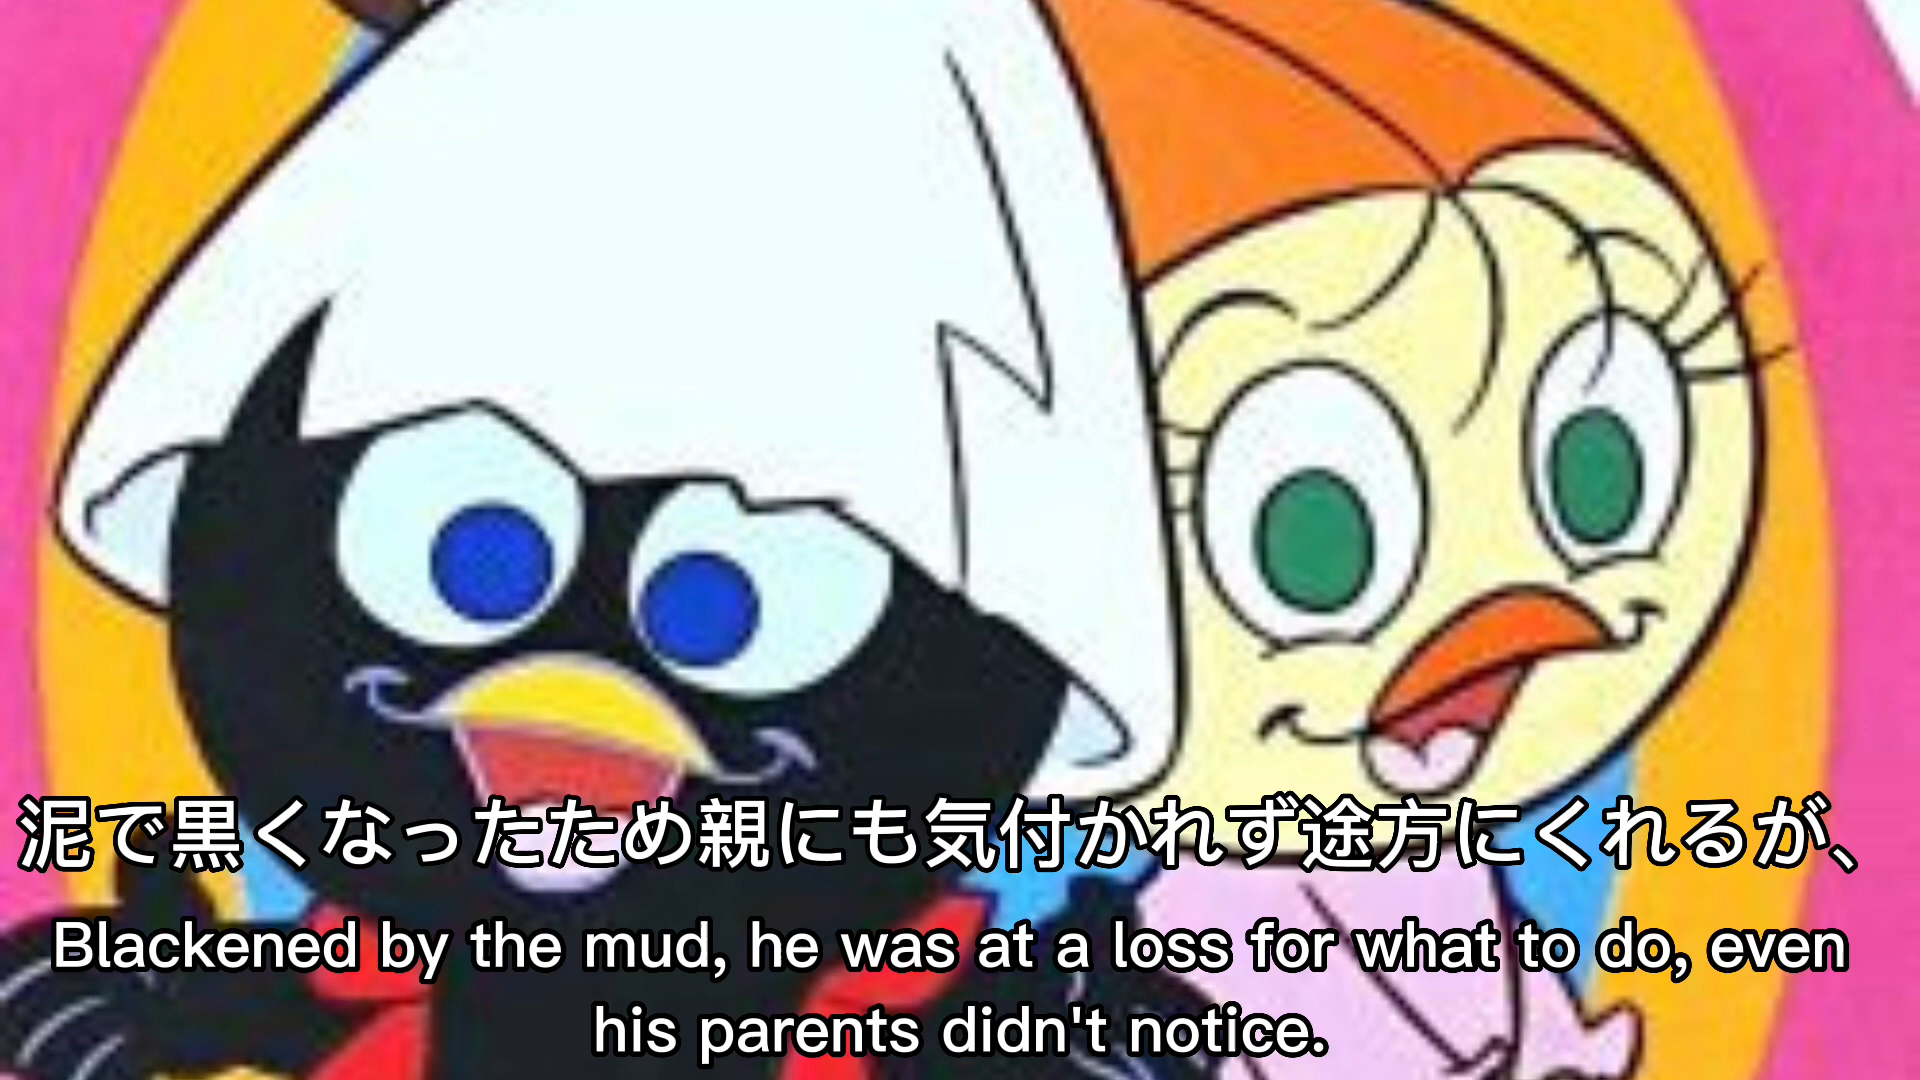 泥で黒くなったため親にも気付かれず途方にくれるが、
Blackened by the mud, he was at a loss for what to do, even
his parents didn't notice.